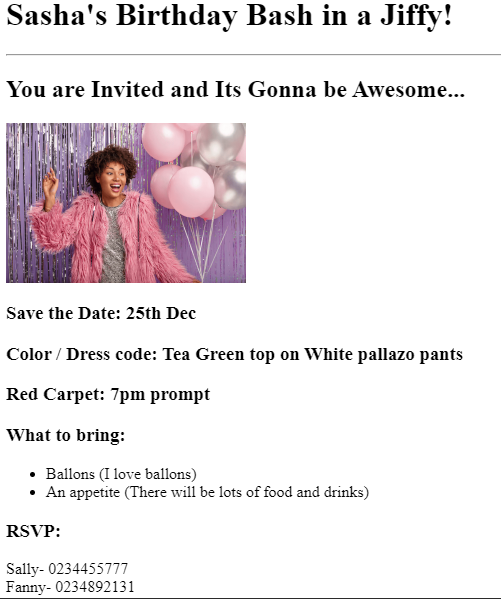 Sasha's Birthday Bash in a Jiffy!
You are Invited and Its Gonna be Awesome...
Save the Date: 25th Dec
Color / Dress code: Tea Green top on White pallazo pants
Red Carpet: 7pm prompt
What to bring:
• Ballons (I love ballons)
• An appetite (There will be lots of food and drinks)
RSVP:
Sally- 0234455777
Fanny- 0234892131